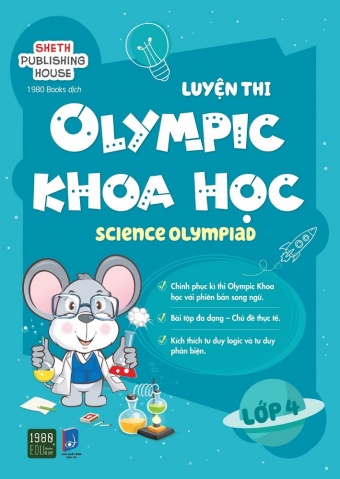 SHETH
PUBLISHING
HOUSE
1980 Books dịch
LUYỆN THI
OLYMPIC
KHOA HỌC
SCIENCE OLYMPIAD
Chinh phục kì thi Olympic Khoa
học với phiên bản song ngữ.
Bài tập đa dạng – Chủ đề thực tế.
Kích thích tư duy logic và tư duy
phản biện.
LỚP 4
1980
EDU